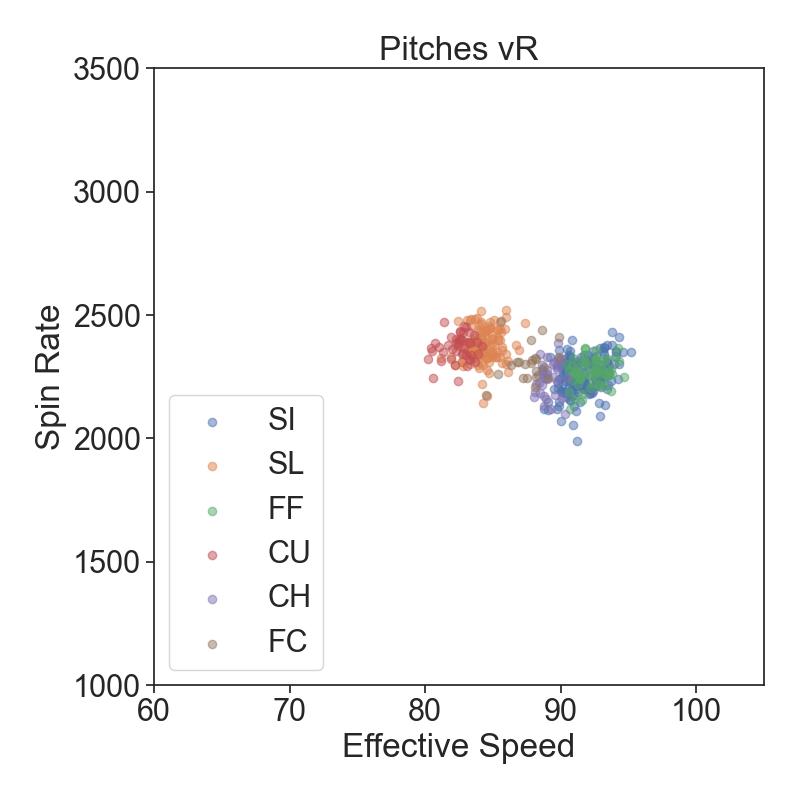 Pitches vR
3500
3000
2500
2000
1500
1000
Spin Rate
SI
SL
FF
CU
CH
FC
60 70 80 90 100
Effective Speed